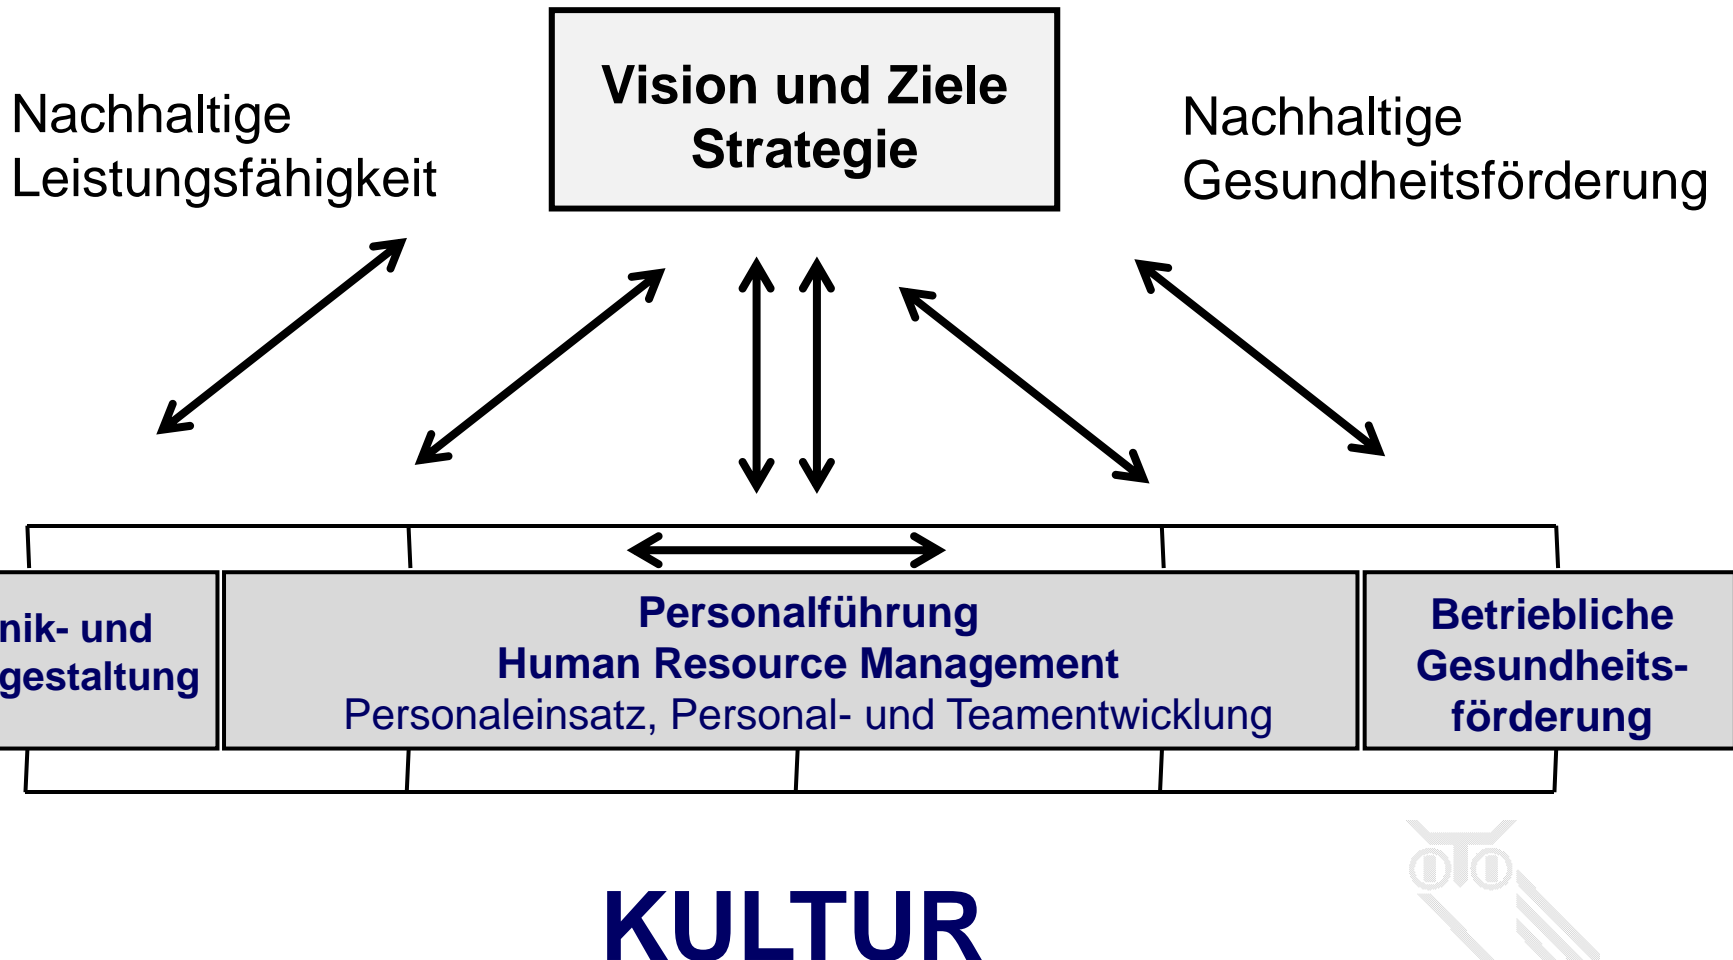 Vision und Ziele
Strategie
Nachhaltige
Leistungsfähigkeit
Nachhaltige
Gesundheitsförderung
nik- und
gestaltung
Personalführung
Human Resource Management
Personaleinsatz, Personal- und Teamentwicklung
Betriebliche
Gesundheits-
förderung
KULTUR